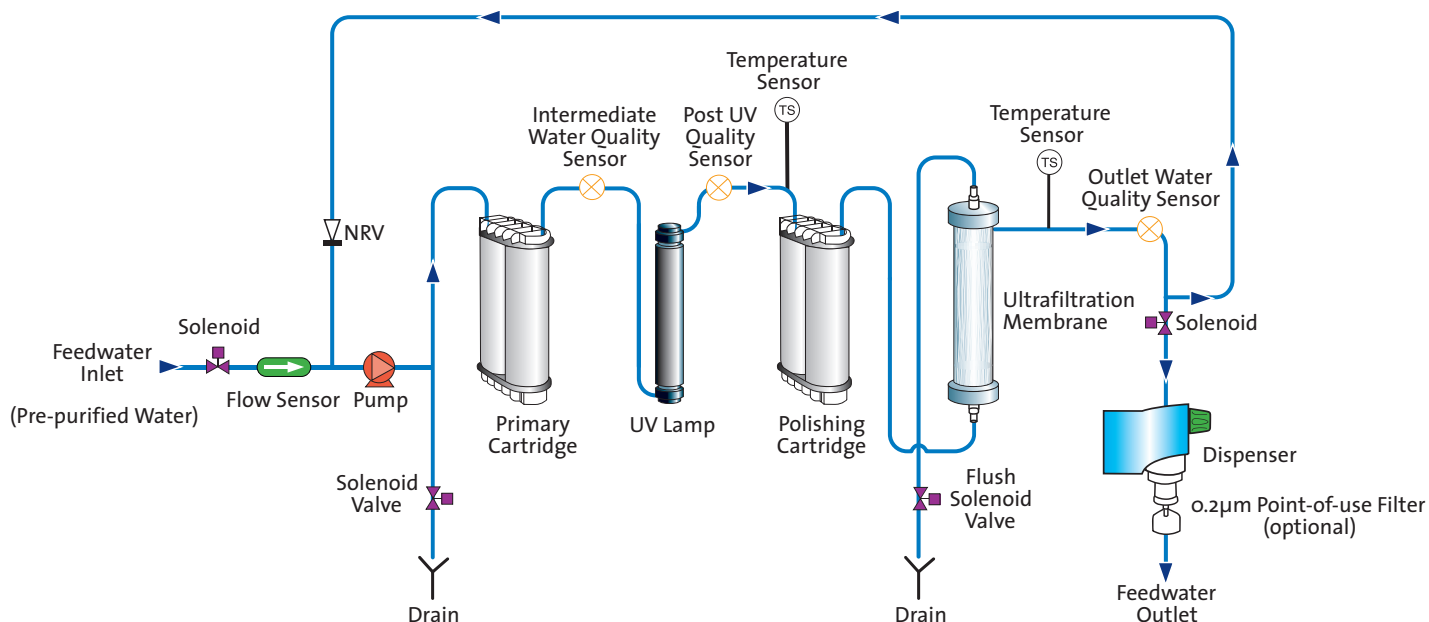 Temperature
Sensor
TS
Intermediate
Water Quality
Sensor
Post UV
Quality
Sensor
Temperature
Sensor
TS
Outlet Water
Quality Sensor
NRV
Solenoid
Feedwater
Inlet
(Pre-purified Water)
Flow Sensor
Pump
Primary
Cartridge
UV Lamp
Polishing
Cartridge
Ultrafiltration
Membrane
Solenoid
Solenoid
Valve
Flush
Solenoid
Valve
Dispenser
0.2µm Point-of-use Filter
(optional)
Drain
Drain
Feedwater
Outlet